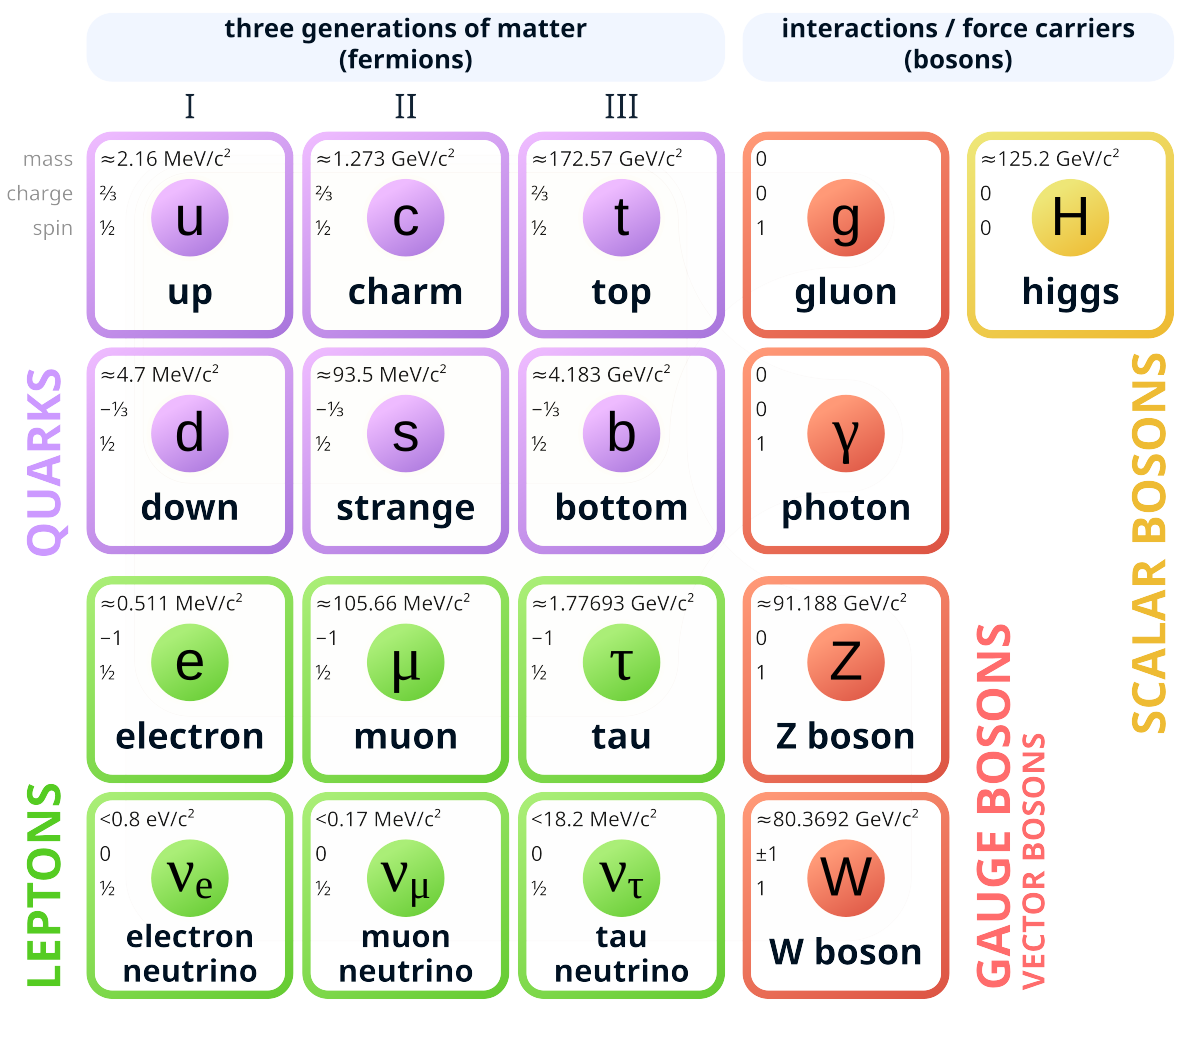 three generations of matter
(fermions)
interactions / force carriers
(bosons)
I
II
III
mass
charge
spin
≈2.16 MeV/c²
⅔
½
u
up
≈1.273 GeV/c²
⅔
½
c
charm
≈172.57 GeV/c²
⅔
½
t
top
0
0
1
g
gluon
≈125.2 GeV/c²
0
0
H
higgs
QUARKS
≈4.7 MeV/c²
−⅓
½
d
down
≈93.5 MeV/c²
−⅓
½
s
strange
≈4.183 GeV/c²
−⅓
½
b
bottom
0
0
1
γ
photon
SCALAR BOSONS
LEPTONS
≈0.511 MeV/c²
−1
½
e
electron
≈105.66 MeV/c²
−1
½
μ
muon
≈1.77693 GeV/c²
−1
½
τ
tau
≈91.188 GeV/c²
0
1
Z
Z boson
GAUGE BOSONS
VECTOR BOSONS
<0.8 eV/c²
0
½
νe
electron
neutrino
<0.17 MeV/c²
0
½
νμ
muon
neutrino
<18.2 MeV/c²
0
½
ντ
tau
neutrino
≈80.3692 GeV/c²
±1
1
W
W boson